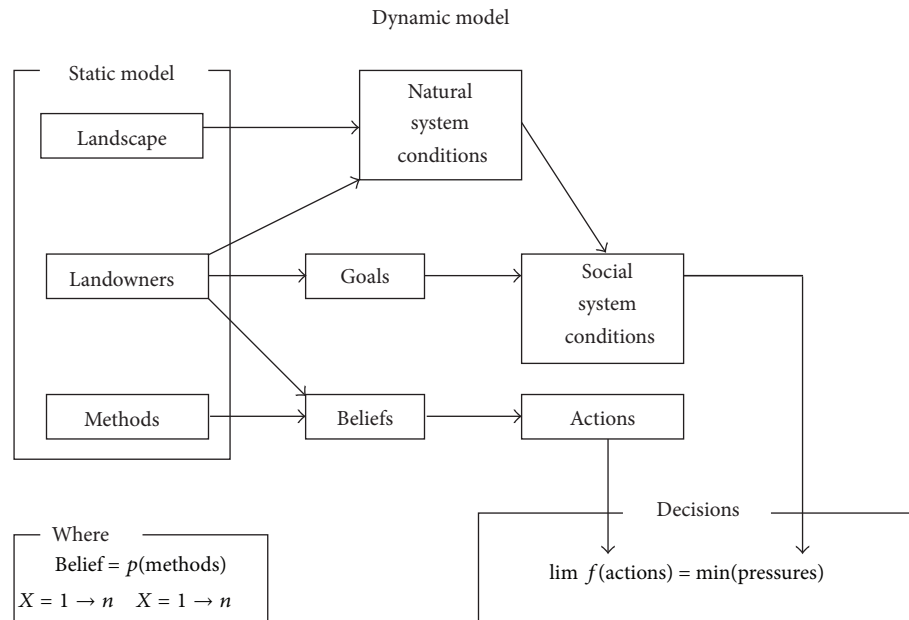 Dynamic model
Static model
Landscape
Natural
system
conditions
Landowners
Goals
Social
system
conditions
Methods
Beliefs
Actions
Where
Belief = p(methods)
X = 1 → n X = 1 → n
Decisions
lim f(actions) = min(pressures)